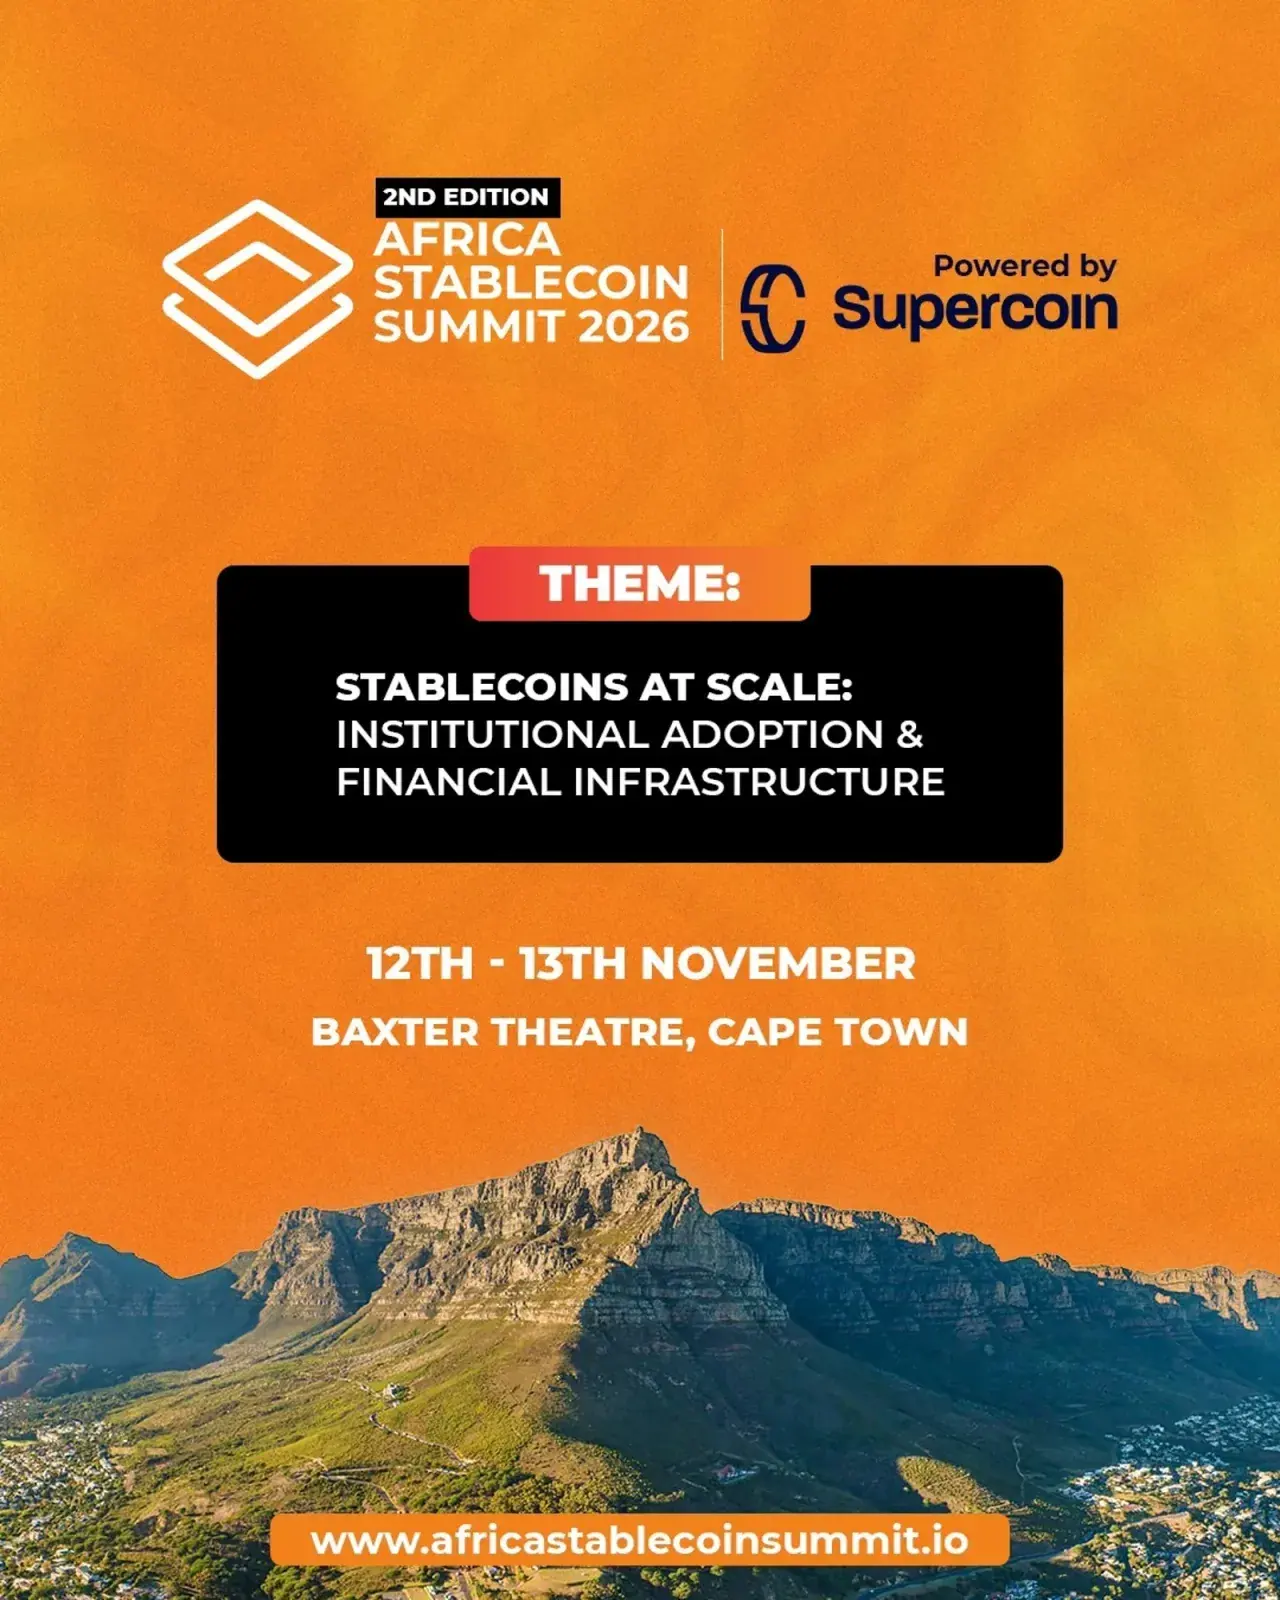 2ND EDITION
AFRICA
STABLECOIN
SUMMIT 2026
Powered by
Supercoin
THEME:
STABLECOINS AT SCALE:
INSTITUTIONAL ADOPTION &
FINANCIAL INFRASTRUCTURE
12TH - 13TH NOVEMBER
BAXTER THEATRE, CAPE TOWN
www.africastablecoinsummit.io